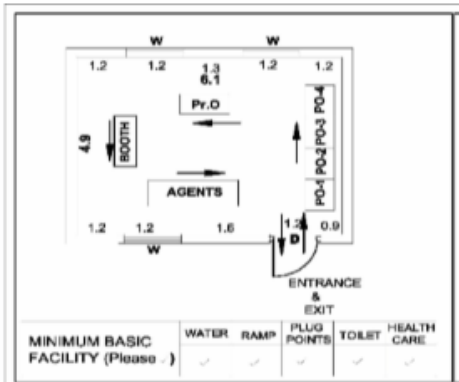 W W
1.2 1.2 1.3 1.2 1.2
6.1
Pr.O
4.9
BOOTH
PO-1 PO-2 PO-3 PO-4
AGENTS
1.2 1.2 1.6 1.2 0.9
D
W
ENTRANCE
&
EXIT
MINIMUM BASIC FACILITY (Please ✓)
WATER RAMP PLUG POINTS TOILET HEALTH CARE
✓ ✓ ✓ ✓ ✓